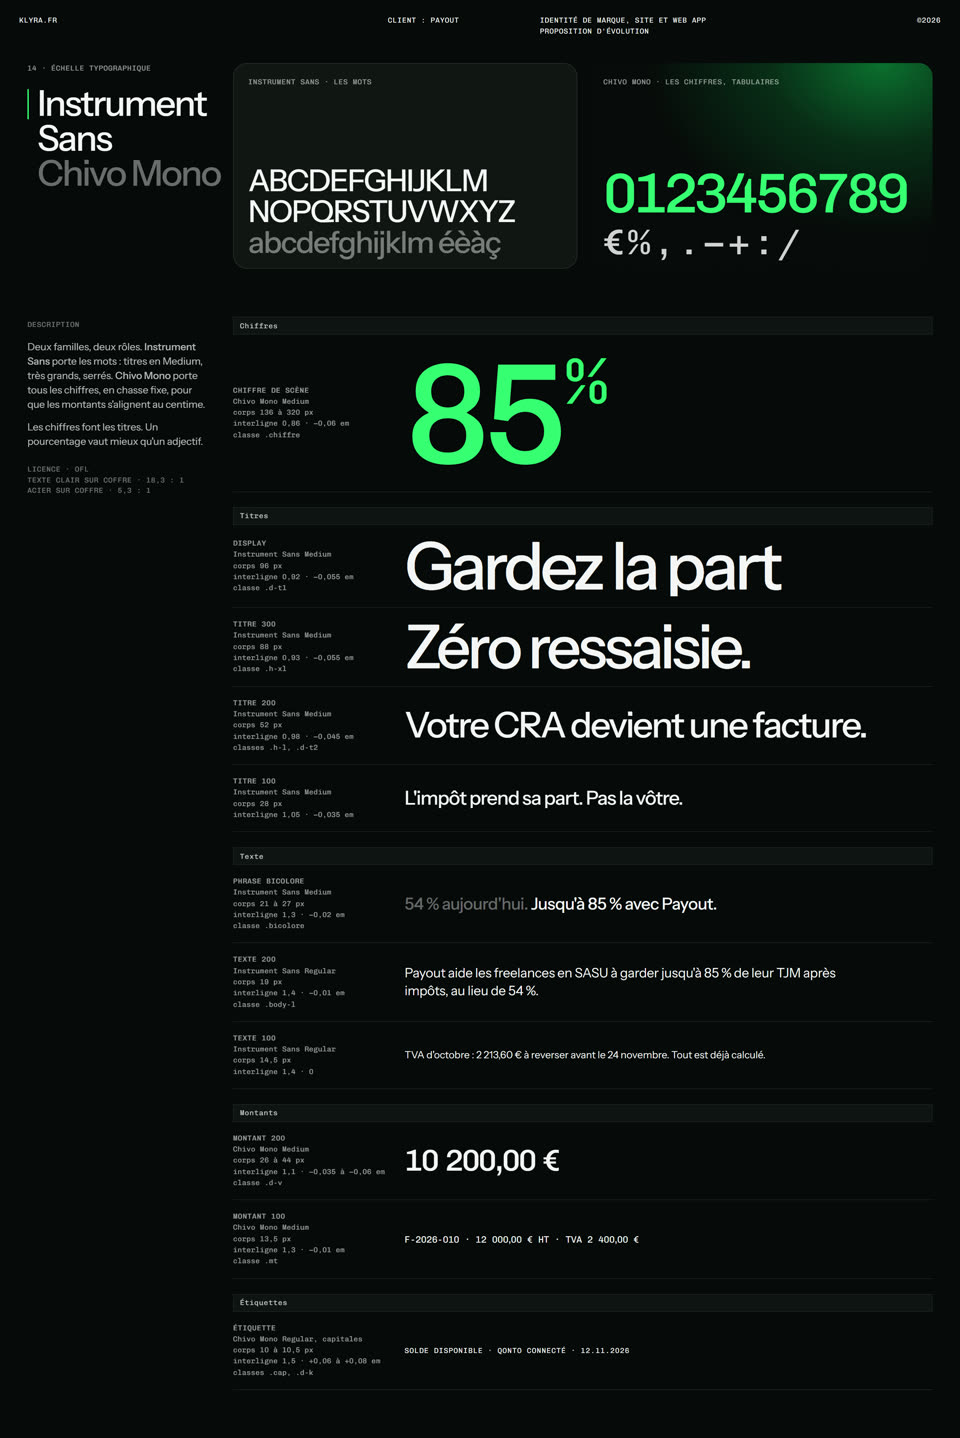 KLYRA.FR
CLIENT : PAYOUT
IDENTITÉ DE MARQUE, SITE ET WEB APP
PROPOSITION D'ÉVOLUTION
©2026
14 · ÉCHELLE TYPOGRAPHIQUE
Instrument
Sans
Chivo Mono
INSTRUMENT SANS · LES MOTS
ABCDEFGHIJKLM
NOPQRSTUVWXYZ
abcdefghijklm éèàç
CHIVO MONO · LES CHIFFRES, TABULAIRES
0123456789
€%,.−+:/
DESCRIPTION
Deux familles, deux rôles. Instrument
Sans porte les mots : titres en Medium,
très grands, serrés. Chivo Mono porte
tous les chiffres, en chasse fixe, pour
que les montants s'alignent au centime.
Les chiffres font les titres. Un
pourcentage vaut mieux qu'un adjectif.
LICENCE · OFL
TEXTE CLAIR SUR COFFRE · 18,3 : 1
ACIER SUR COFFRE · 5,3 : 1
Chiffres
CHIFFRE DE SCÈNE
Chivo Mono Medium
corps 136 à 320 px
interligne 0,86 · −0,06 em
classe .chiffre
85%
Titres
DISPLAY
Instrument Sans Medium
corps 96 px
interligne 0,92 · −0,055 em
classe .d-t1
Gardez la part
TITRE 300
Instrument Sans Medium
corps 88 px
interligne 0,93 · −0,055 em
classe .h-xl
Zéro ressaisie.
TITRE 200
Instrument Sans Medium
corps 52 px
interligne 0,98 · −0,045 em
classes .h-l, .d-t2
Votre CRA devient une facture.
TITRE 100
Instrument Sans Medium
corps 28 px
interligne 1,05 · −0,035 em
L'impôt prend sa part. Pas la vôtre.
Texte
PHRASE BICOLORE
Instrument Sans Medium
corps 21 à 27 px
interligne 1,3 · −0,02 em
classe .bicolore
54 % aujourd'hui. Jusqu'à 85 % avec Payout.
TEXTE 200
Instrument Sans Regular
corps 19 px
interligne 1,4 · −0,01 em
classe .body-l
Payout aide les freelances en SASU à garder jusqu'à 85 % de leur TJM après
impôts, au lieu de 54 %.
TEXTE 100
Instrument Sans Regular
corps 14,5 px
interligne 1,4 · 0
TVA d'octobre : 2 213,60 € à reverser avant le 24 novembre. Tout est déjà calculé.
Montants
MONTANT 200
Chivo Mono Medium
corps 26 à 44 px
interligne 1,1 · −0,035 à −0,06 em
classe .d-v
10 200,00 €
MONTANT 100
Chivo Mono Medium
corps 13,5 px
interligne 1,3 · −0,01 em
classe .mt
F-2026-010 · 12 000,00 € HT · TVA 2 400,00 €
Étiquettes
ÉTIQUETTE
Chivo Mono Regular, capitales
corps 10 à 10,5 px
interligne 1,5 · +0,06 à +0,08 em
classes .cap, .d-k
SOLDE DISPONIBLE · QONTO CONNECTÉ · 12.11.2026